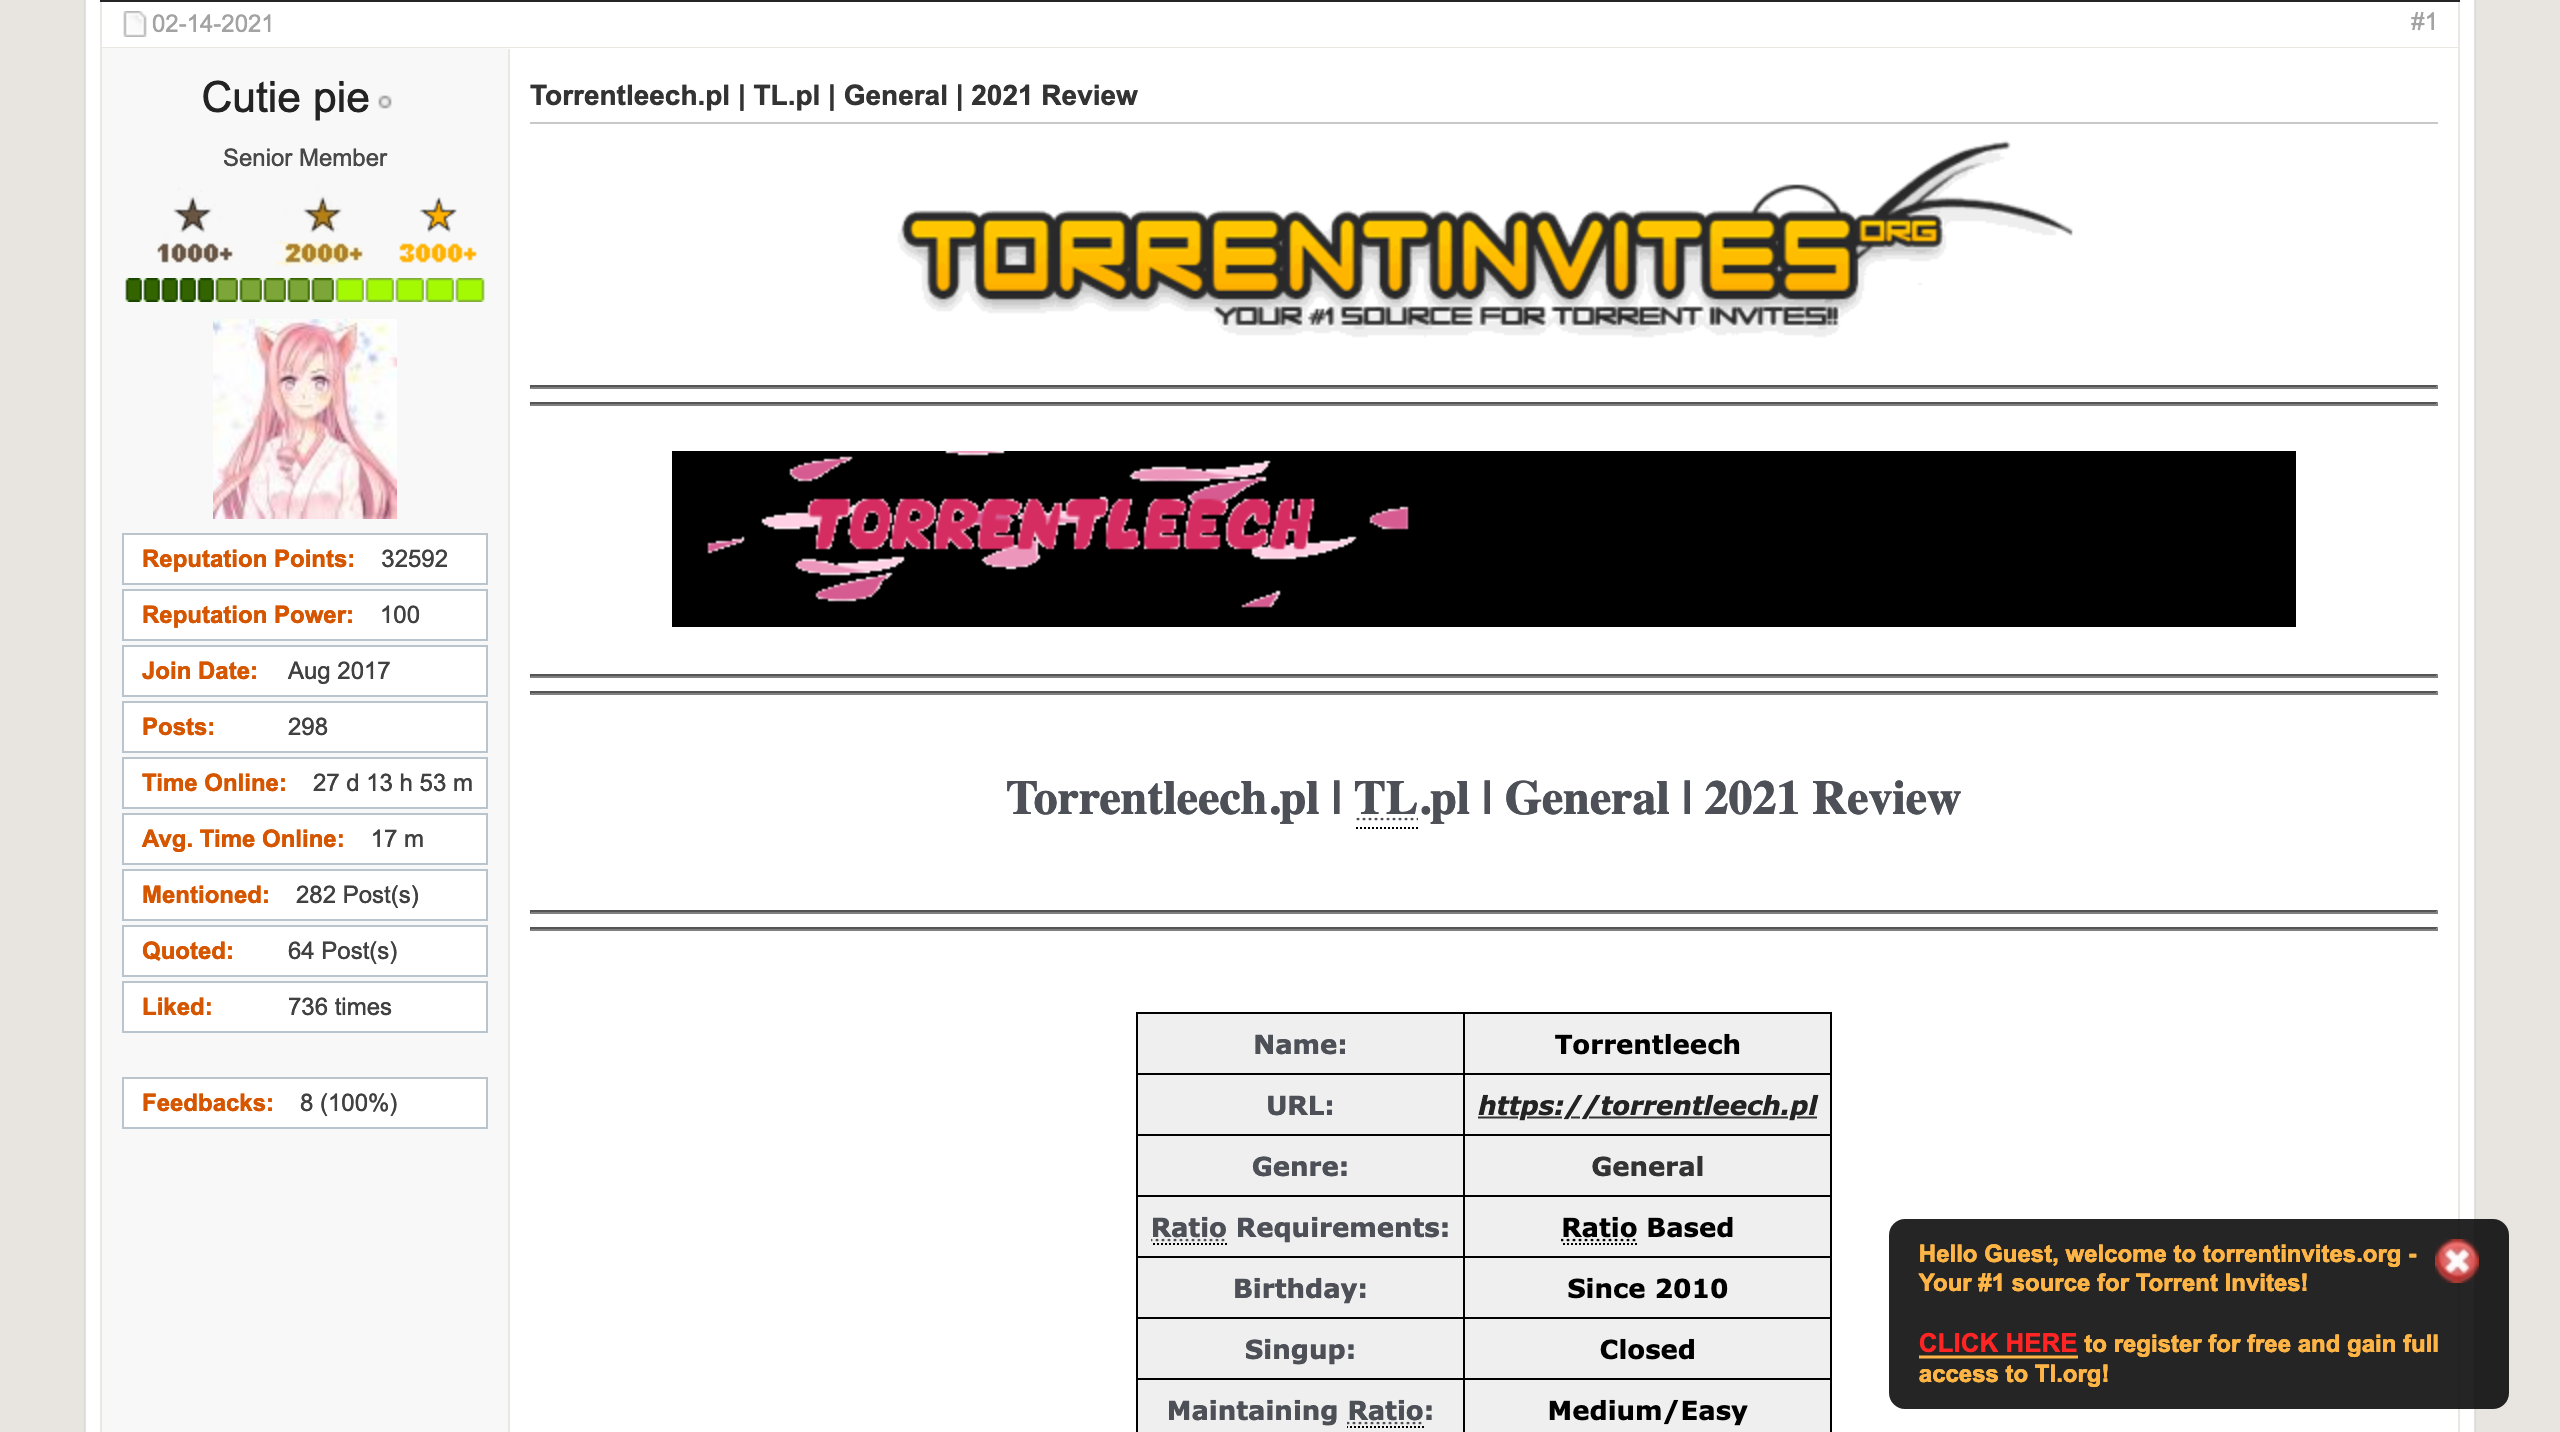 02-14-2021
#1
Cutie pie
Senior Member
1000+ 2000+ 3000+
Reputation Points: 32592
Reputation Power: 100
Join Date: Aug 2017
Posts: 298
Time Online: 27 d 13 h 53 m
Avg. Time Online: 17 m
Mentioned: 282 Post(s)
Quoted: 64 Post(s)
Liked: 736 times
Feedbacks: 8 (100%)
Torrentleech.pl | TL.pl | General | 2021 Review
TORRENTINVITES ORG
YOUR #1 SOURCE FOR TORRENT INVITES!!
TORRENTLEECH
Torrentleech.pl | TL.pl | General | 2021 Review
Name: Torrentleech
URL: https://torrentleech.pl
Genre: General
Ratio Requirements: Ratio Based
Birthday: Since 2010
Singup: Closed
Maintaining Ratio: Medium/Easy
Hello Guest, welcome to torrentinvites.org -
Your #1 source for Torrent Invites!
CLICK HERE to register for free and gain full
access to TI.org!